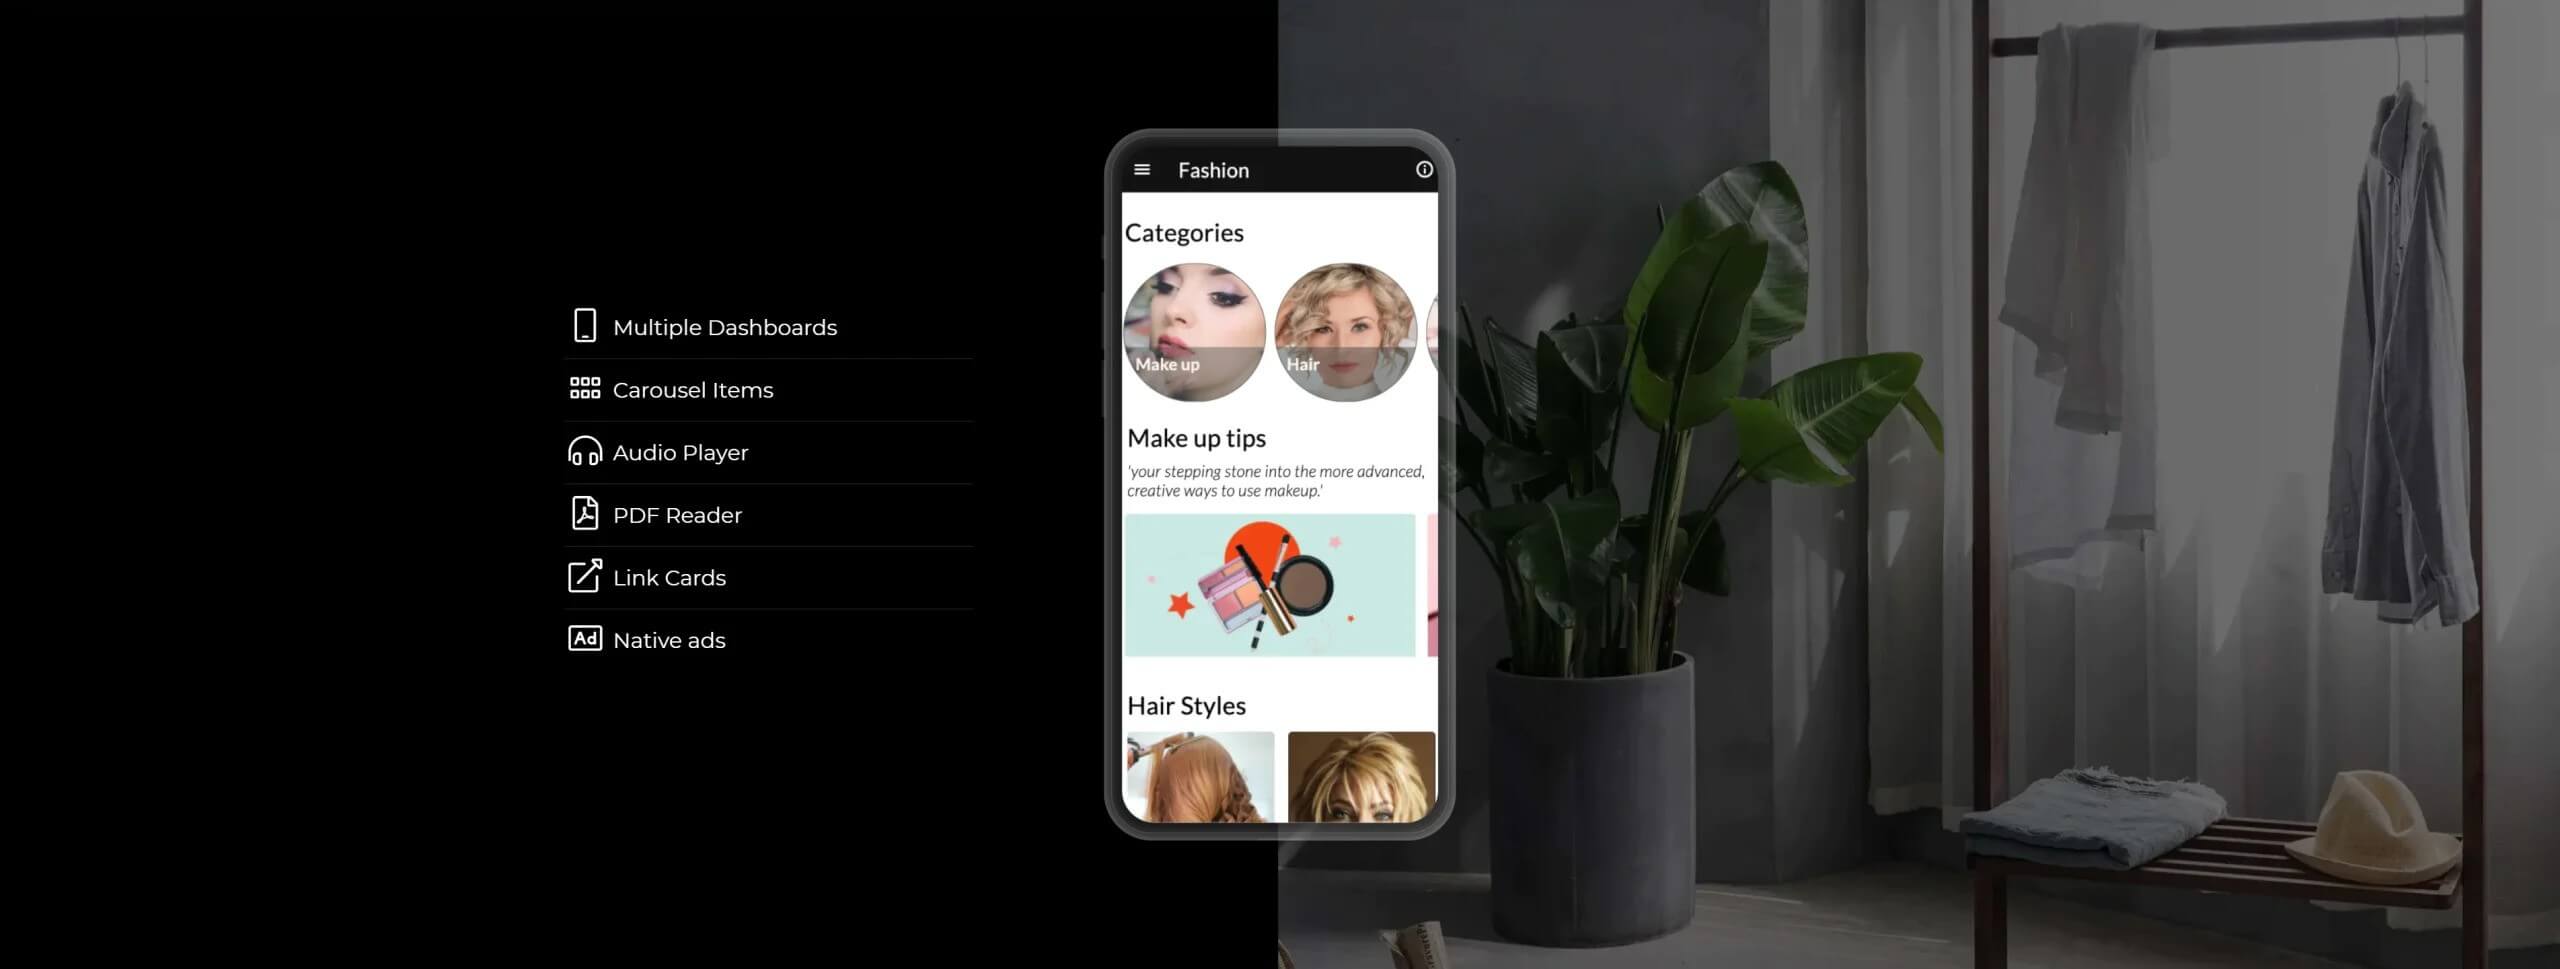 Multiple Dashboards
Carousel Items
Audio Player
PDF Reader
Link Cards
Ad Native ads
Fashion
Categories
Make up
Hair
Make up tips
'your stepping stone into the more advanced,
creative ways to use makeup.'
Hair Styles